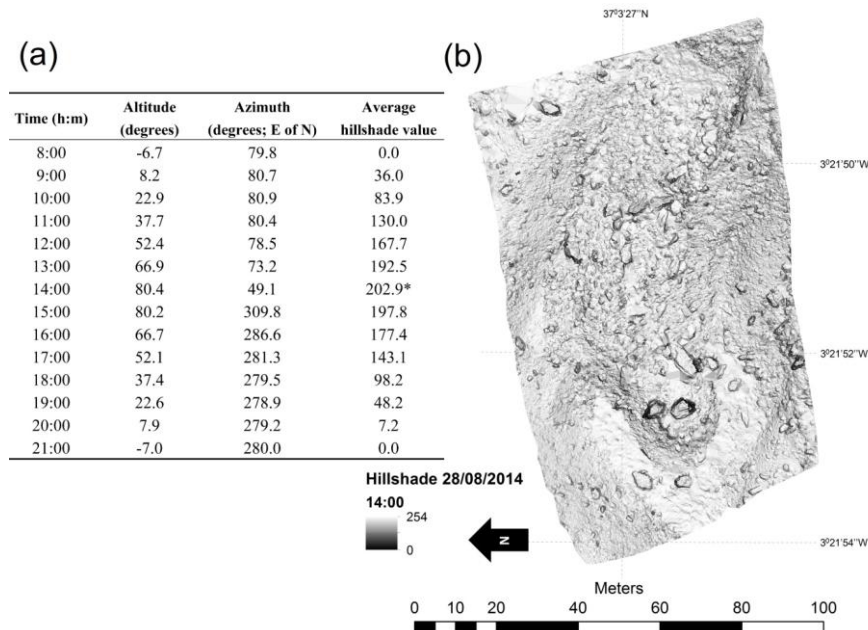 (a)
Time (h:m) Altitude (degrees) Azimuth (degrees; E of N) Average hillshade value
8:00 -6.7 79.8 0.0
9:00 8.2 80.7 36.0
10:00 22.9 80.9 83.9
11:00 37.7 80.4 130.0
12:00 52.4 78.5 167.7
13:00 66.9 73.2 192.5
14:00 80.4 49.1 202.9*
15:00 80.2 309.8 197.8
16:00 66.7 286.6 177.4
17:00 52.1 281.3 143.1
18:00 37.4 279.5 98.2
19:00 22.6 278.9 48.2
20:00 7.9 279.2 7.2
21:00 -7.0 280.0 0.0
(b)
37⁰3'27''N
3⁰21'50''W
3⁰21'52''W
3⁰21'54''W
Hillshade 28/08/2014
14:00
254
0
N
Meters
0 10 20 40 60 80 100